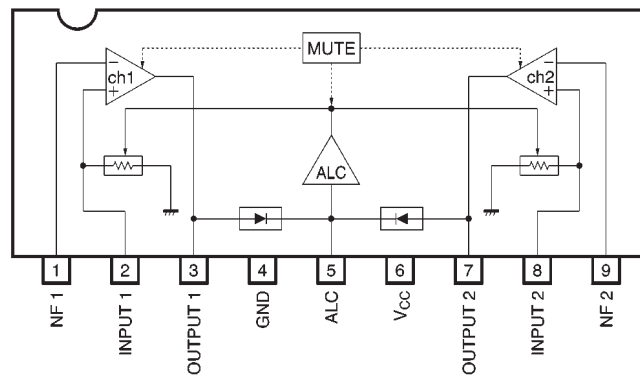 MUTE
ch1
ch2
−
+
−
+
ALC
1
2
3
4
5
6
7
8
9
NF 1
INPUT 1
OUTPUT 1
GND
ALC
Vcc
OUTPUT 2
INPUT 2
NF 2